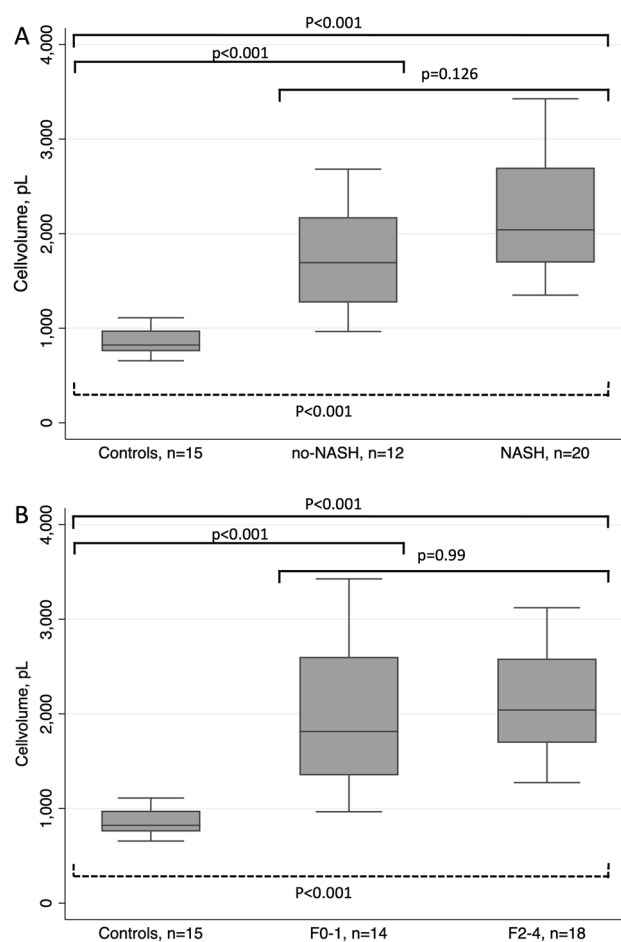 A
P<0.001
p<0.001
p=0.126
4,000
3,000
2,000
1,000
0
Cellvolume, pL
P<0.001
Controls, n=15
no-NASH, n=12
NASH, n=20
B
P<0.001
p<0.001
p=0.99
4,000
3,000
2,000
1,000
0
Cellvolume, pL
P<0.001
Controls, n=15
F0-1, n=14
F2-4, n=18